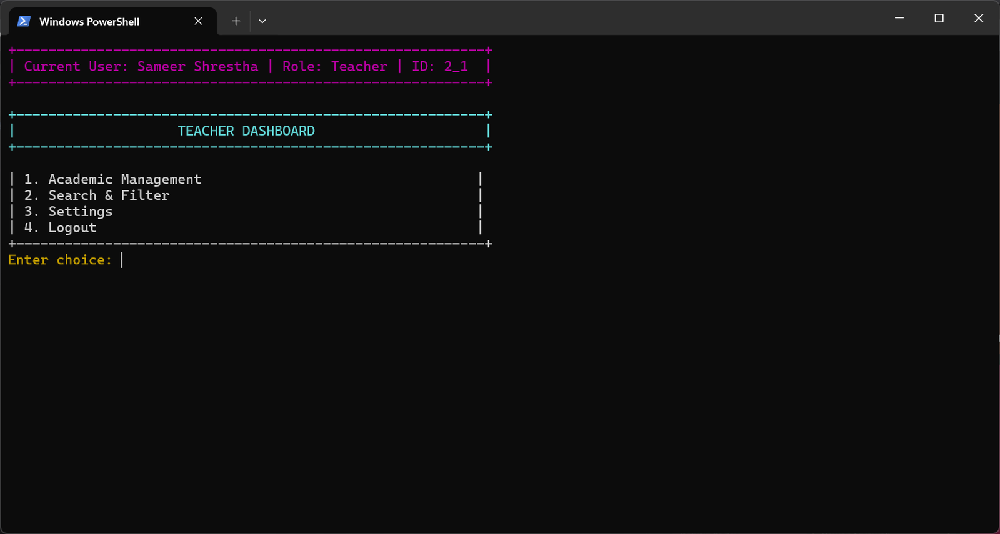 Windows PowerShell
+----------------------------------------------------------+
| Current User: Sameer Shrestha | Role: Teacher | ID: 2_1  |
+----------------------------------------------------------+
+----------------------------------------------------------+
|                    TEACHER DASHBOARD                     |
+----------------------------------------------------------+
| 1. Academic Management                                  |
| 2. Search & Filter                                      |
| 3. Settings                                             |
| 4. Logout                                               |
+----------------------------------------------------------+
Enter choice: